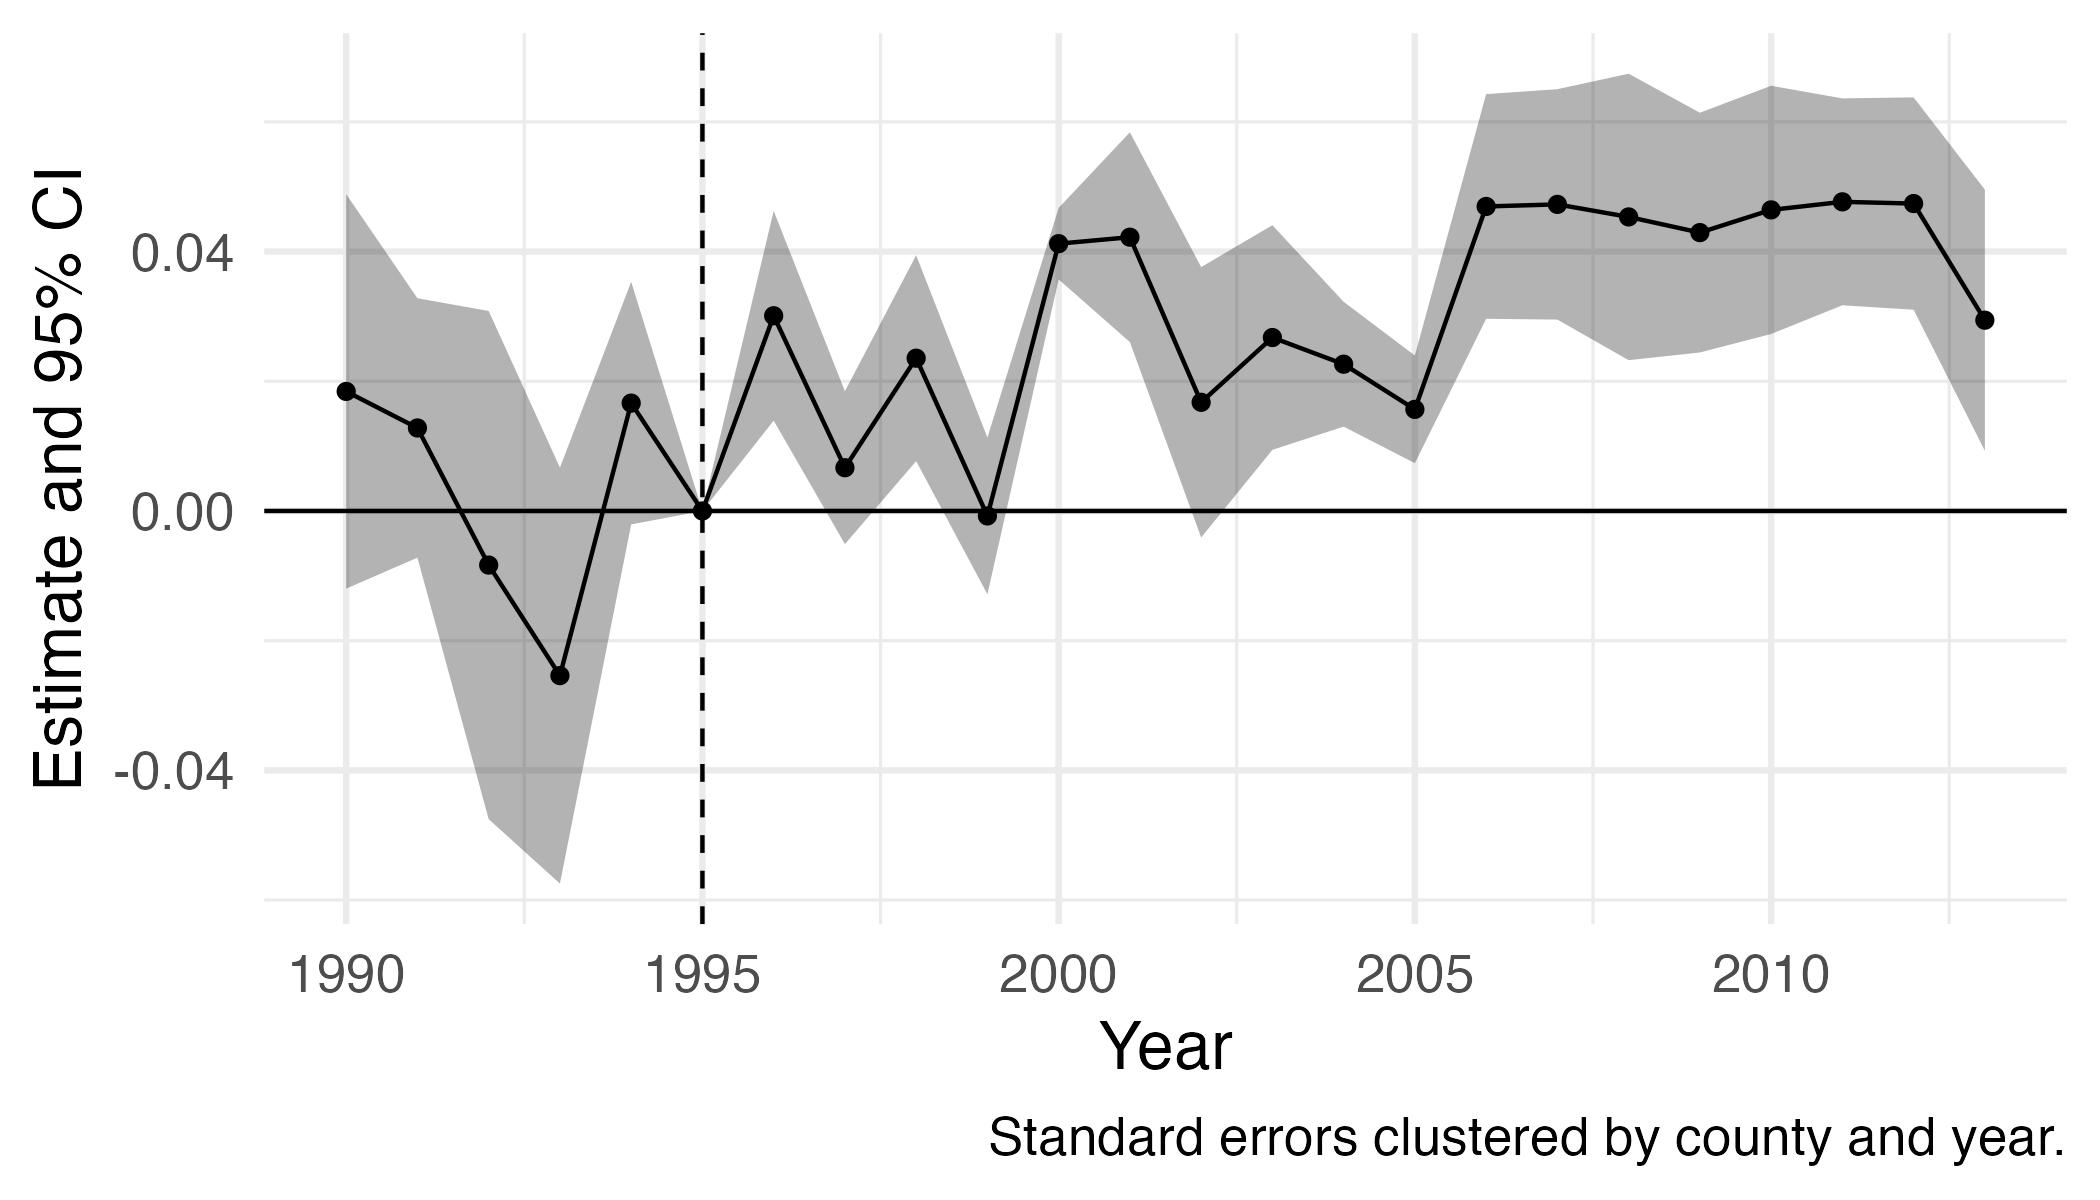 Estimate and 95% CI
0.04
0.00
-0.04
1990 1995 2000 2005 2010
Year
Standard errors clustered by county and year.